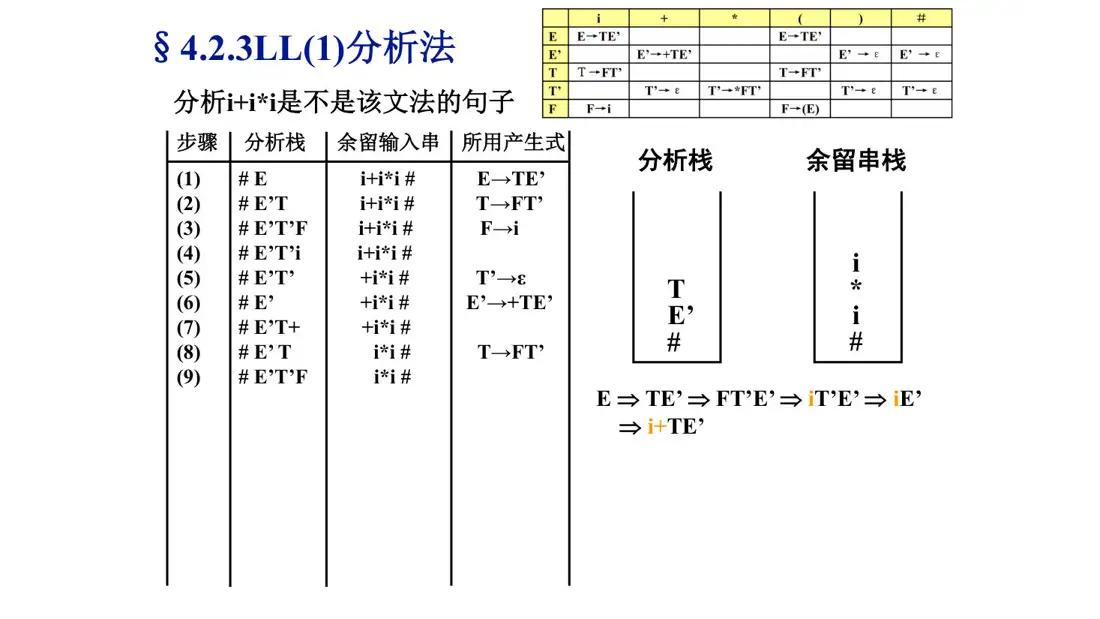 §4.2.3LL(1)分析法
i + * ( ) #
E E→TE’ E→TE’
E’ E’→+TE’ E’→ε E’→ε
T T→FT’ T→FT’
T’ T’→ε T’→*FT’ T’→ε T’→ε
F F→i F→(E)
分析i+i*i是不是该文法的句子
步骤 分析栈 余留输入串 所用产生式
(1) # E i+i*i # E→TE’
(2) # E’T i+i*i # T→FT’
(3) # E’T’F i+i*i # F→i
(4) # E’T’i i+i*i #
(5) # E’T’ +i*i # T’→ε
(6) # E’ +i*i # E’→+TE’
(7) # E’T+ +i*i #
(8) # E’ T i*i # T→FT’
(9) # E’T’F i*i #
分析栈
T
E’
#
余留串栈
i
*
i
#
E ⇒ TE’ ⇒ FT’E’ ⇒ iT’E’ ⇒ iE’
⇒ i+TE’